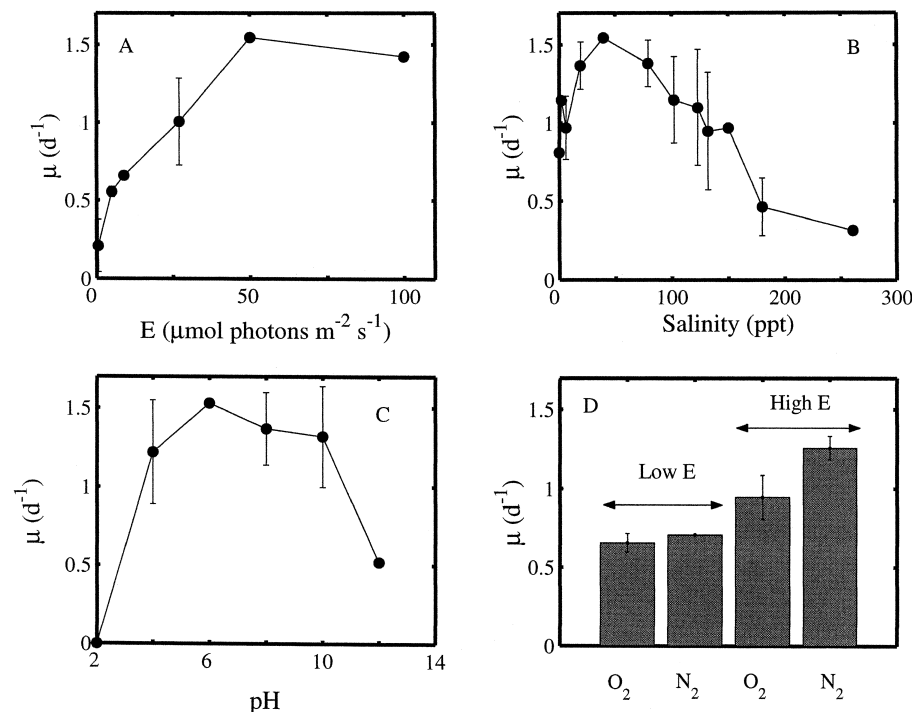 A
1.5
1
0.5
0
μ (d⁻¹)
0
50
100
E (μmol photons m⁻² s⁻¹)
B
1.5
1
0.5
0
μ (d⁻¹)
0
100
200
300
Salinity (ppt)
C
1.5
1
0.5
0
μ (d⁻¹)
2
6
10
14
pH
D
High E
Low E
1.5
1
0.5
0
μ (d⁻¹)
O₂
N₂
O₂
N₂